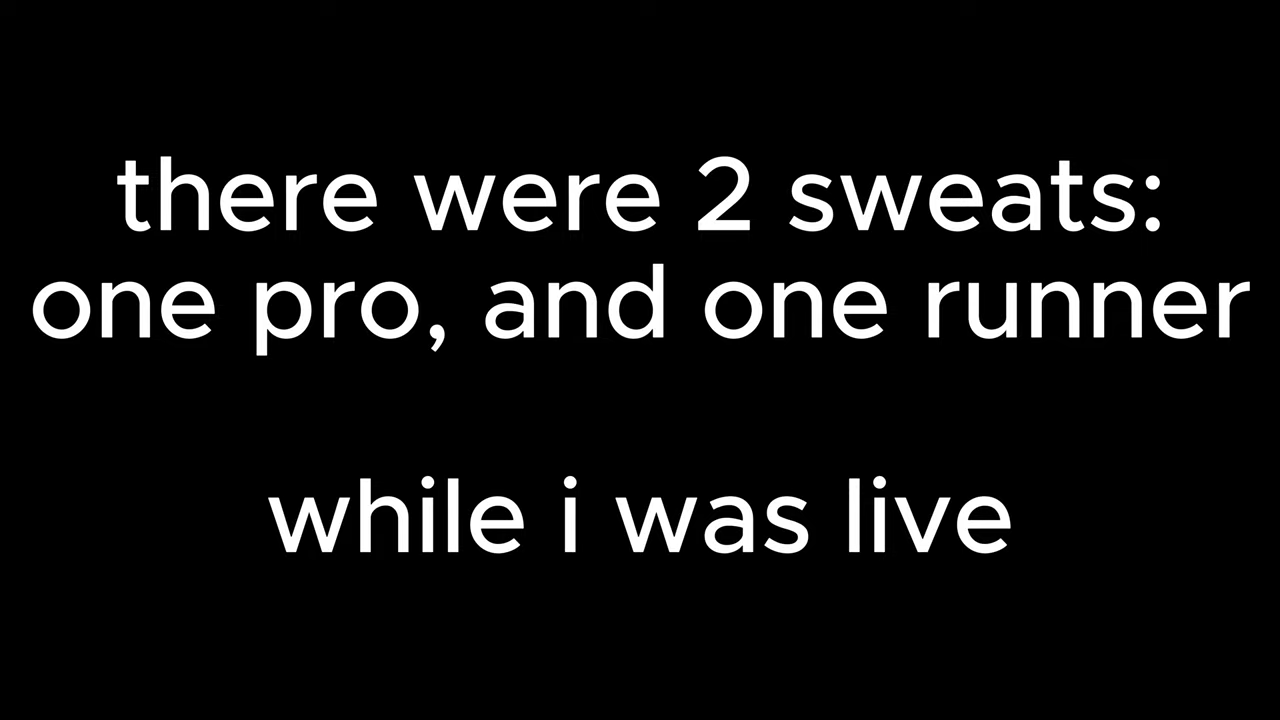 there were 2 sweats:
one pro, and one runner
while i was live